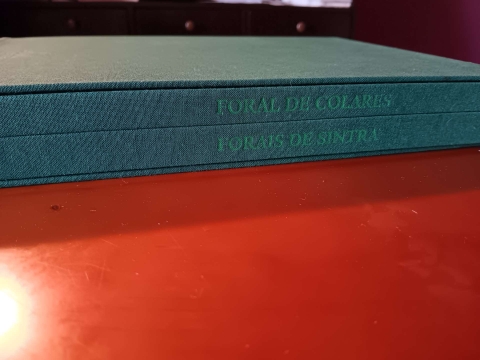 FORAL DE COLARES
FORAIS DE SINTRA